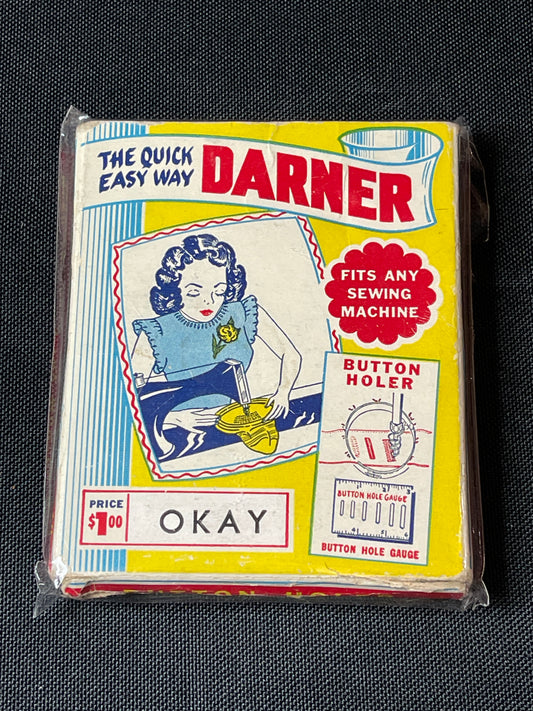 THE QUICK
EASY WAY
DARNER
FITS ANY
SEWING
MACHINE
BUTTON
HOLER
BUTTON HOLE GAUGE
BUTTON HOLE GAUGE
PRICE
$1.00
OKAY